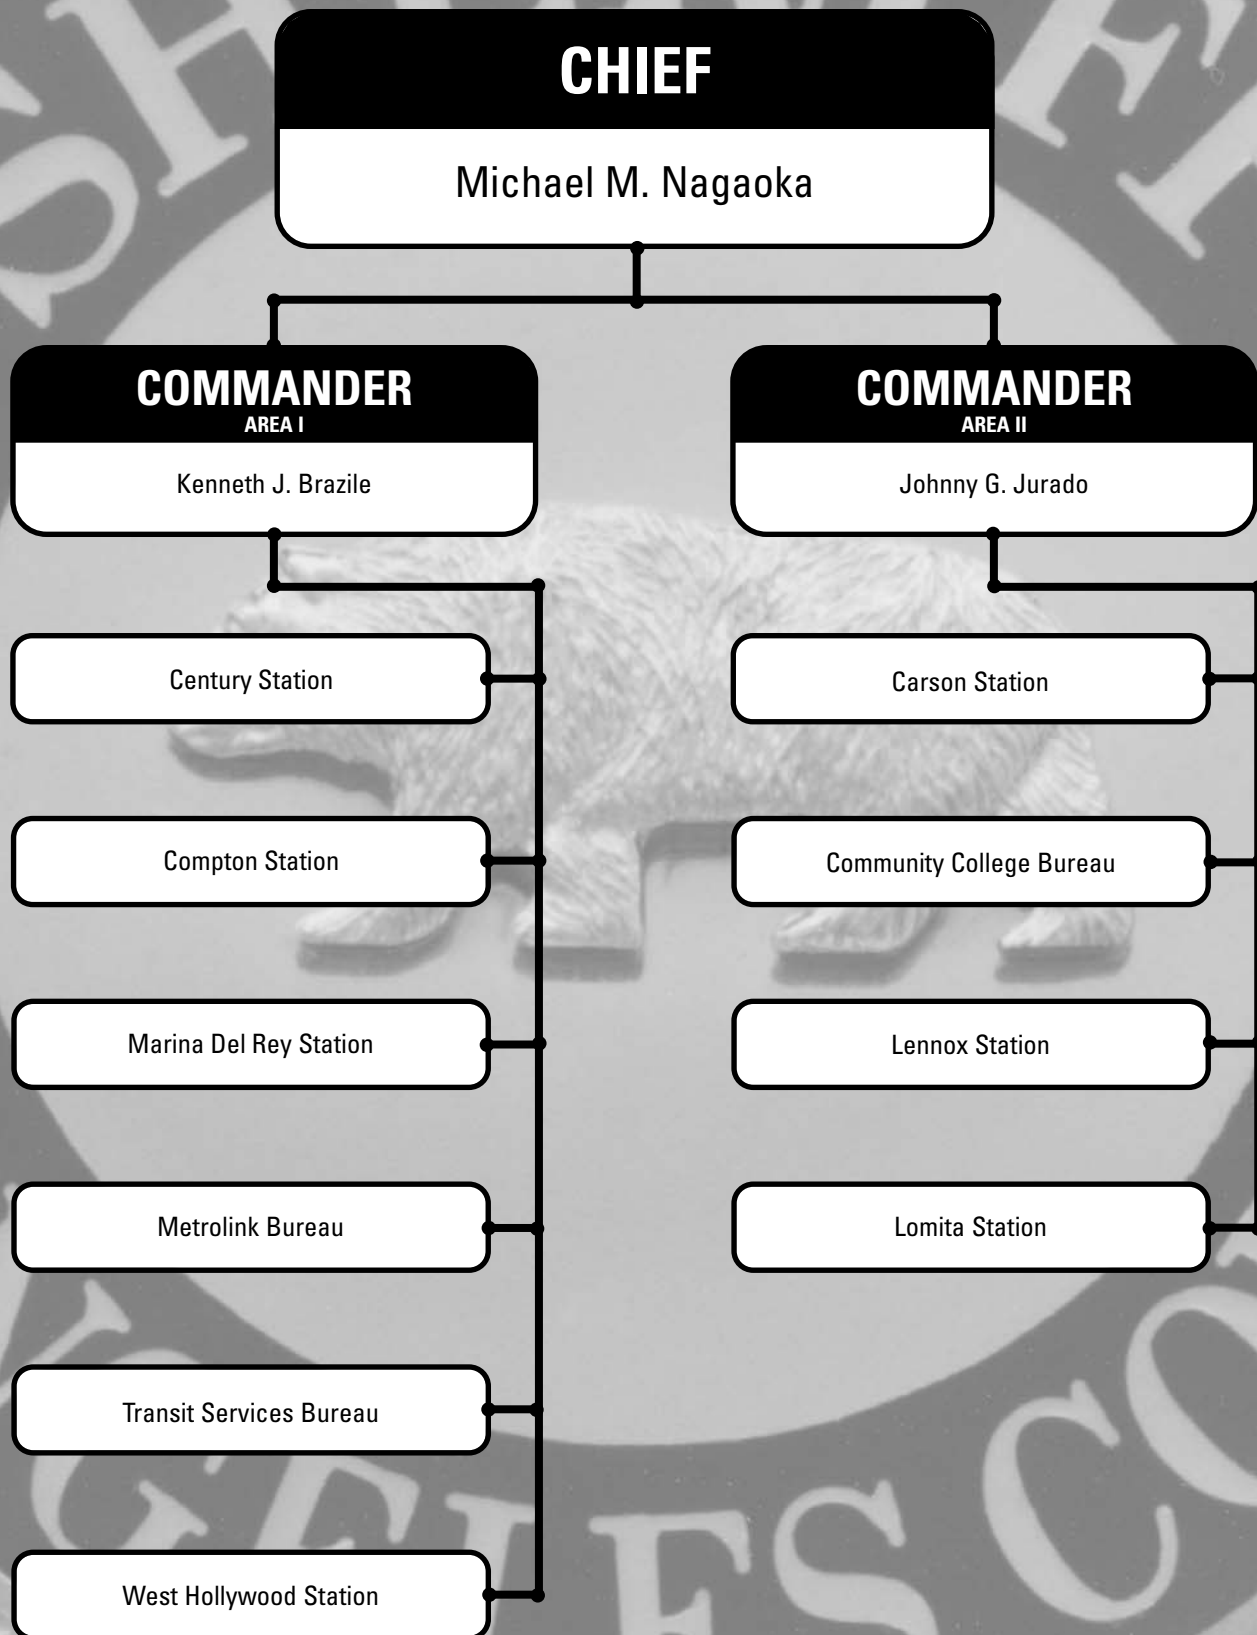 CHIEF
Michael M. Nagaoka
COMMANDER
AREA I
Kenneth J. Brazile
COMMANDER
AREA II
Johnny G. Jurado
Century Station
Compton Station
Marina Del Rey Station
Metrolink Bureau
Transit Services Bureau
West Hollywood Station
Carson Station
Community College Bureau
Lennox Station
Lomita Station